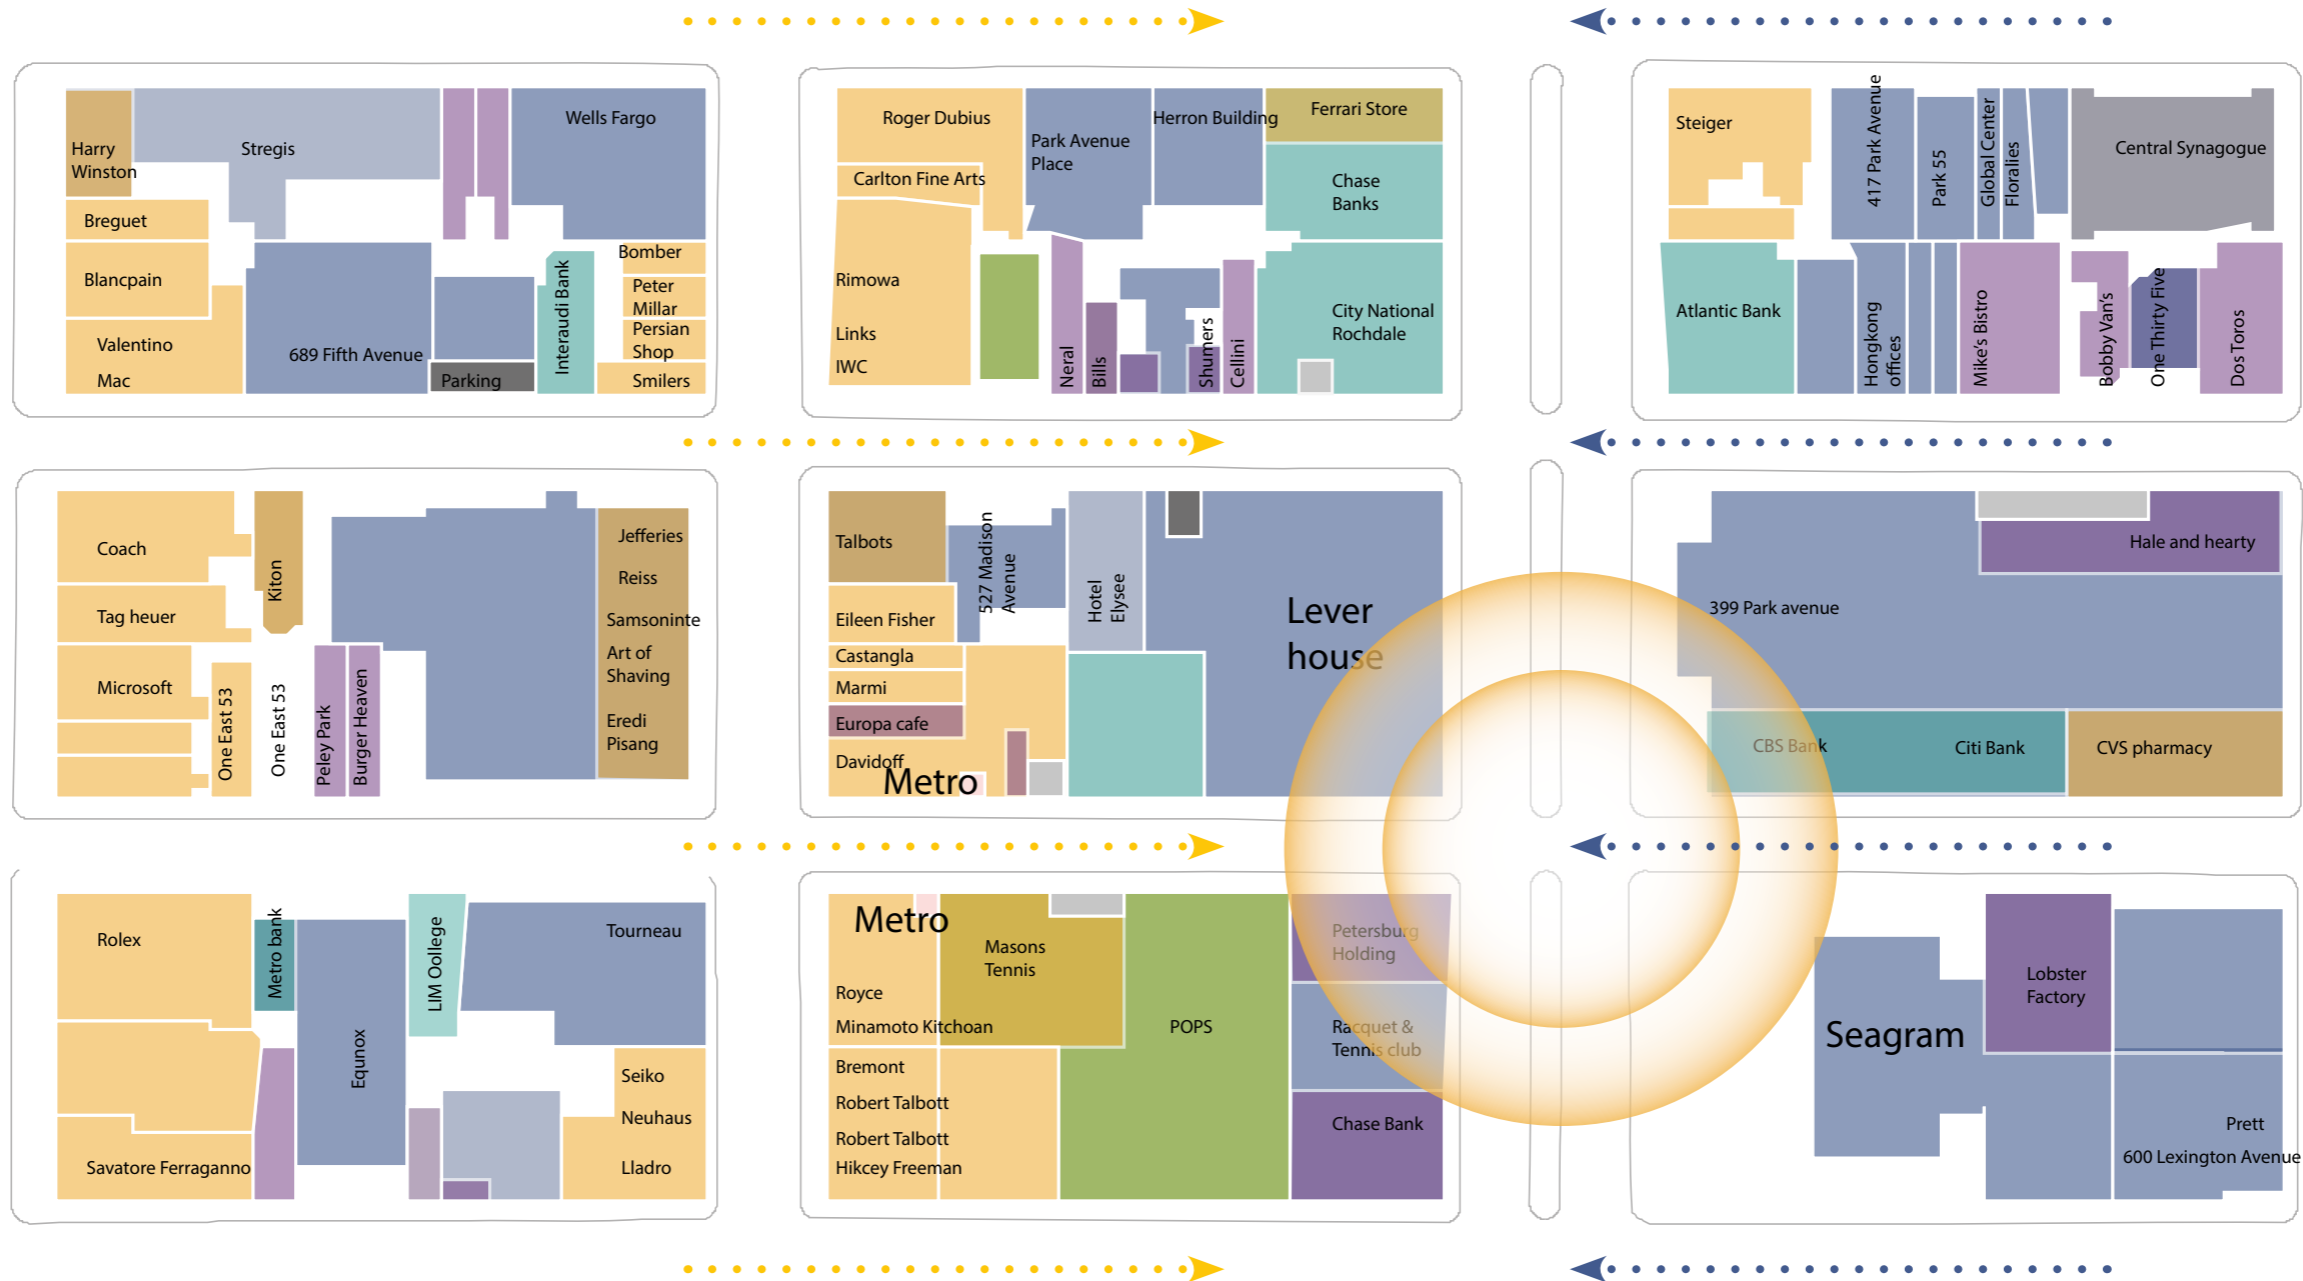 Harry
Winston
Stregis
Wells Fargo
Breguet
Blancpain
Valentino
Mac
689 Fifth Avenue
Parking
Interaudi Bank
Bomber
Peter
Millar
Persian
Shop
Smilers
Roger Dubius
Carlton Fine Arts
Park Avenue
Place
Herron Building
Ferrari Store
Chase
Banks
Rimowa
Links
IWC
Neral
Bills
Shumers
Cellini
City National
Rochdale
Steiger
417 Park Avenue
Park 55
Global Center
Floralies
Central Synagogue
Atlantic Bank
Hongkong
offices
Mike's Bistro
Bobby Van's
One Thirty Five
Dos Toros
Coach
Kiton
Tag heuer
Microsoft
One East 53
One East 53
Peley Park
Burger Heaven
Jefferies
Reiss
Samsoninte
Art of
Shaving
Eredi
Pisang
Talbots
527 Madison
Avenue
Hotel
Elysee
Lever
house
Eileen Fisher
Castangla
Marmi
Europa cafe
Davidoff
Metro
Hale and hearty
399 Park avenue
CBS Bank
Citi Bank
CVS pharmacy
Rolex
Metro bank
Equnox
LIM Oollege
Tourneau
Seiko
Neuhaus
Lladro
Savatore Ferraganno
Metro
Masons
Tennis
Royce
Minamoto Kitchoan
Bremont
Robert Talbott
Robert Talbott
Hikcey Freeman
POPS
Petersburg
Holding
Racquet &
Tennis club
Chase Bank
Seagram
Lobster
Factory
Prett
600 Lexington Avenue